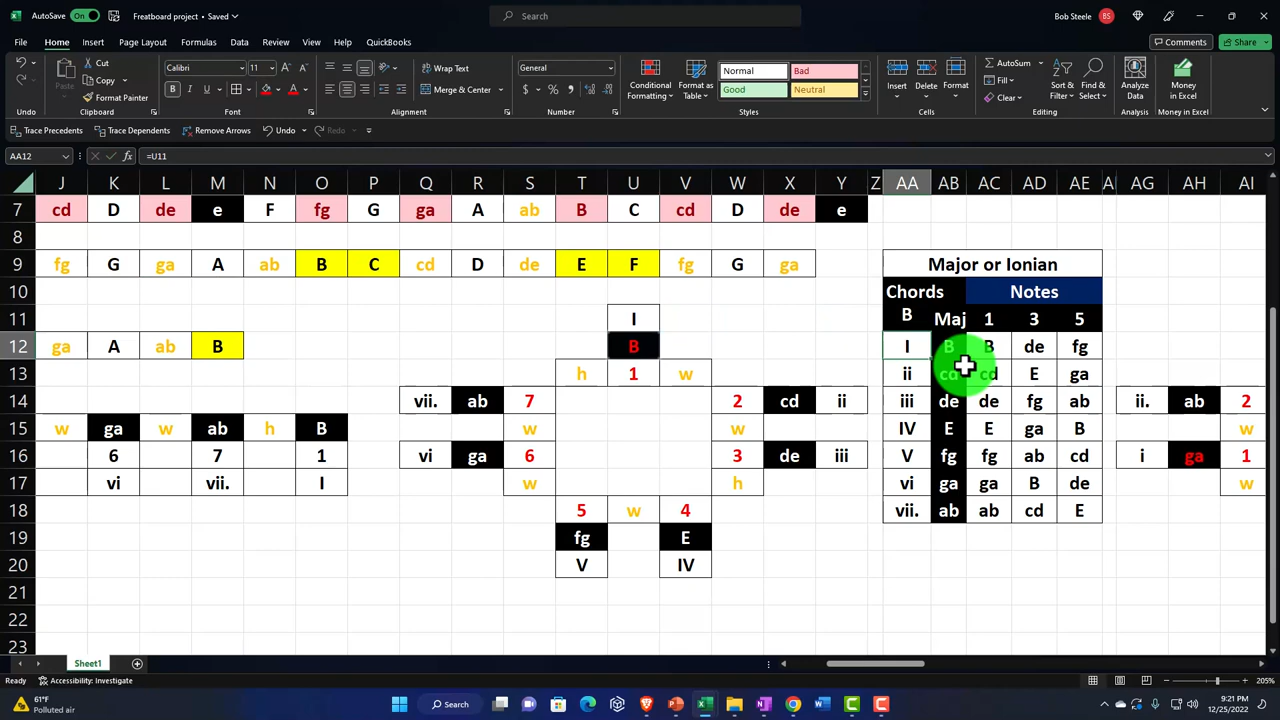 AutoSave On Freatboard project • Saved Search Bob Steele BS
File Home Insert Page Layout Formulas Data Review View Help QuickBooks Comments Share
Cut Calibri 11 Wrap Text General Normal Bad AutoSum
Paste Copy Fill
Format Painter B I U Merge & Center $ % Conditional Formatting Format as Table Good Neutral Insert Delete Format Clear Sort & Filter Find & Select Analyze Data Money in Excel
Undo Clipboard Font Alignment Number Styles Cells Editing Analysis Money in Excel
Trace Precedents Trace Dependents Remove Arrows Undo Redo
AA12 fx =U11
J K L M N O P Q R S T U V W X Y Z AA AB AC AD AE AG AH AI
7 cd D de e F fg G ga A ab B C cd D de e
8
9 fg G ga A ab B C cd D de E F fg G ga Major or Ionian
10 Chords Notes
11 I B Maj 1 3 5
12 ga A ab B B I B B de fg
13 h 1 w ii cd cd E ga
14 vii. ab 7 2 cd ii iii de de fg ab ii. ab 2
15 w ga w ab h B w w IV E E ga B w
16 6 7 1 vi ga 6 3 de iii V fg fg ab cd i ga 1
17 vi vii. I w h vi ga ga B de w
18 5 w 4 vii. ab ab cd E
19 fg E
20 V IV
21
22
23
Sheet1
Ready Accessibility: Investigate 205%
61°F Polluted air Search 9:21 PM 12/25/2022